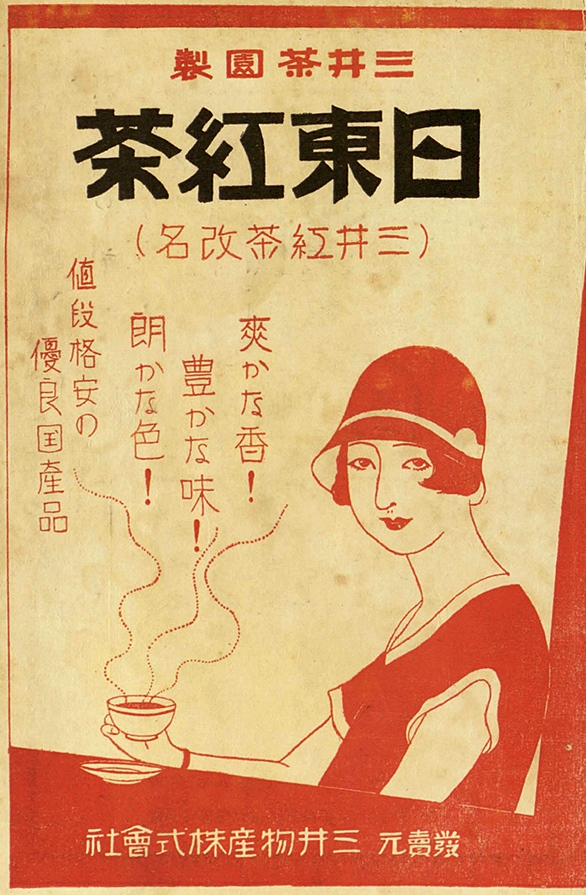 三井茶園製
日東紅茶
(三井紅茶改名)
爽かな香!
豊かな味!
朗かな色!
値段格安の
優良国産品
發賣元 三井物産株式會社